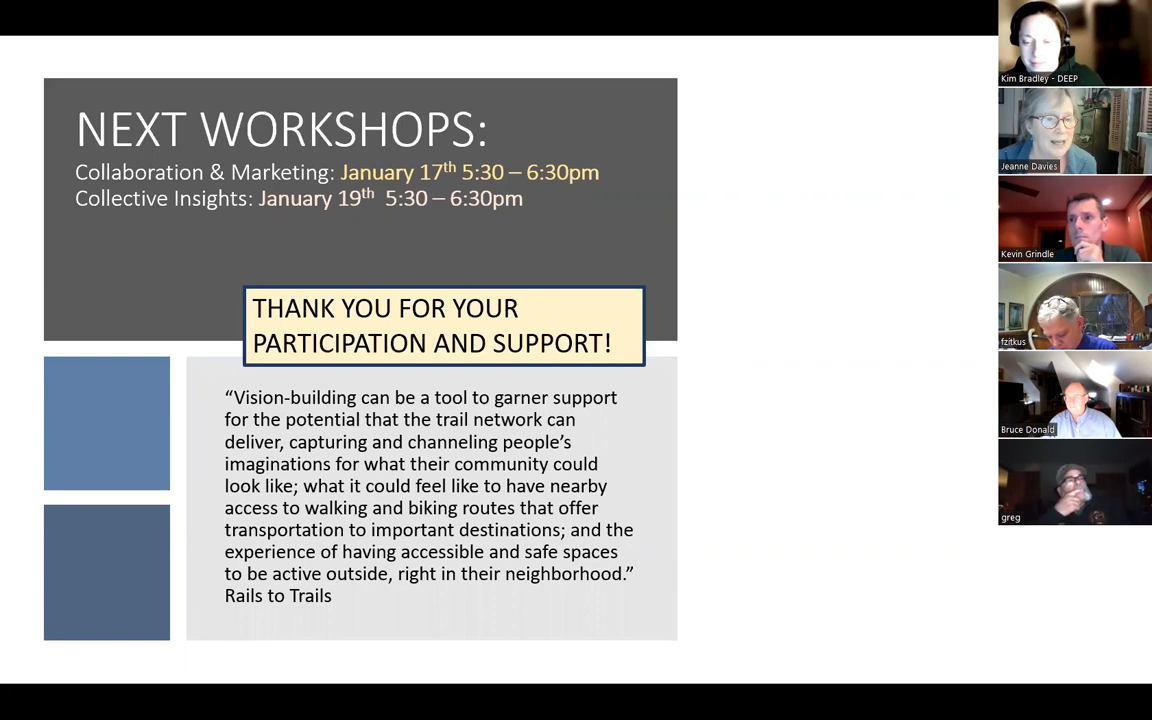 NEXT WORKSHOPS:
Collaboration & Marketing: January 17th 5:30 – 6:30pm
Collective Insights: January 19th 5:30 – 6:30pm
THANK YOU FOR YOUR
PARTICIPATION AND SUPPORT!
“Vision-building can be a tool to garner support
for the potential that the trail network can
deliver, capturing and channeling people’s
imaginations for what their community could
look like; what it could feel like to have nearby
access to walking and biking routes that offer
transportation to important destinations; and the
experience of having accessible and safe spaces
to be active outside, right in their neighborhood.”
Rails to Trails
Kim Bradley - DEEP
Jeanne Davies
Kevin Grindle
fzitkus
Bruce Donald
greg